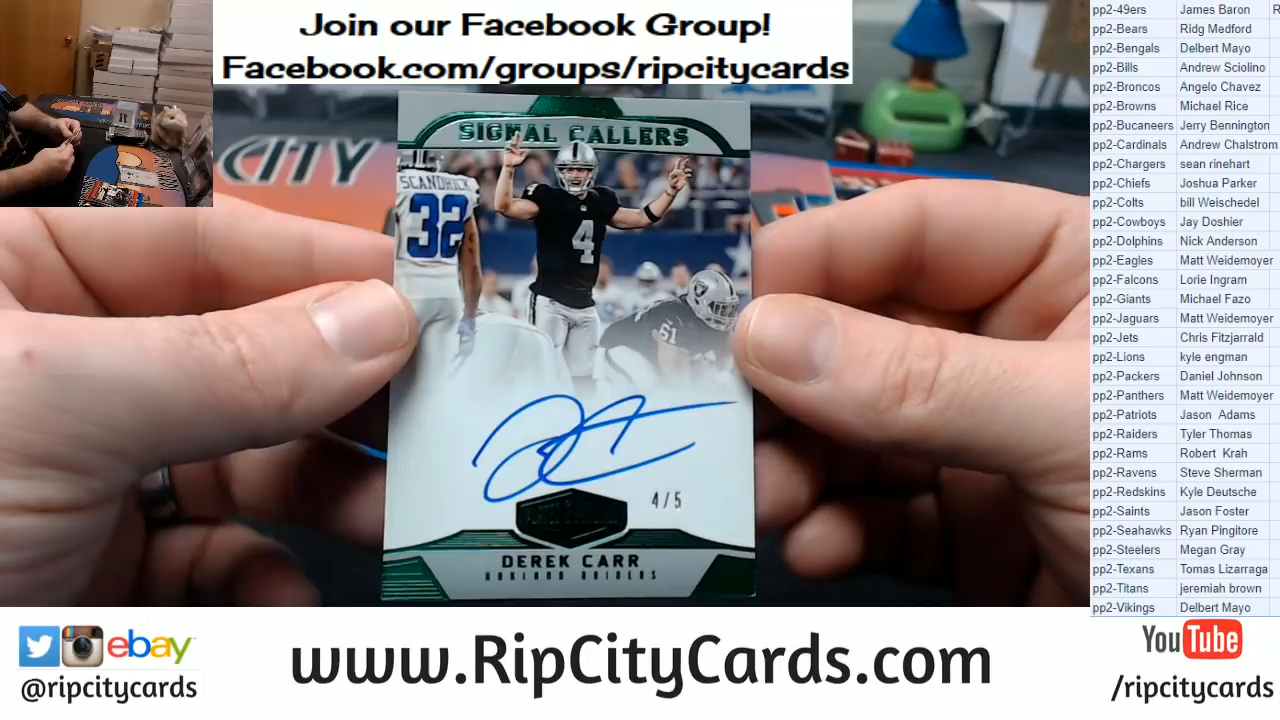 Join our Facebook Group!
Facebook.com/groups/ripcitycards
CITY
SIGNAL CALLERS
SCANDRICK
32
4
61
4/5
DEREK CARR
OAKLAND RAIDERS
pp2-49ers James Baron R
pp2-Bears Ridg Medford
pp2-Bengals Delbert Mayo
pp2-Bills Andrew Sciolino
pp2-Broncos Angelo Chavez
pp2-Browns Michael Rice
pp2-Bucaneers Jerry Bennington
pp2-Cardinals Andrew Chalstrom
pp2-Chargers sean rinehart
pp2-Chiefs Joshua Parker
pp2-Colts bill Weischedel
pp2-Cowboys Jay Doshier
pp2-Dolphins Nick Anderson
pp2-Eagles Matt Weidemoyer
pp2-Falcons Lorie Ingram
pp2-Giants Michael Fazo
pp2-Jaguars Matt Weidemoyer
pp2-Jets Chris Fitzjarrald
pp2-Lions kyle engman
pp2-Packers Daniel Johnson
pp2-Panthers Matt Weidemoyer
pp2-Patriots Jason Adams
pp2-Raiders Tyler Thomas
pp2-Rams Robert Krah
pp2-Ravens Steve Sherman
pp2-Redskins Kyle Deutsche
pp2-Saints Jason Foster
pp2-Seahawks Ryan Pingitore
pp2-Steelers Megan Gray
pp2-Texans Tomas Lizarraga
pp2-Titans jeremiah brown
pp2-Vikings Delbert Mayo
ebay
@ripcitycards
www.RipCityCards.com
YouTube
/ripcitycards